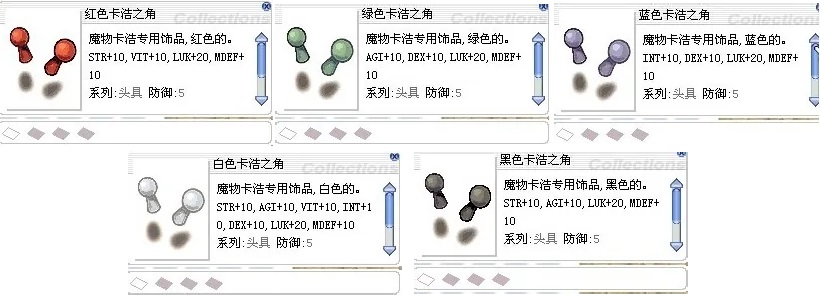 红色卡洁之角
Collections
魔物卡洁专用饰品,红色的。
STR+10,VIT+10,LUK+20,MDEF+
10
系列:头具 防御:5
绿色卡洁之角
Collections
魔物卡洁专用饰品,绿色的。
AGI+10,DEX+10,LUK+20,MDEF+
10
系列:头具 防御:5
蓝色卡洁之角
Collections
魔物卡洁专用饰品,蓝色的。
INT+10,DEX+10,LUK+20,MDEF+
10
系列:头具 防御:5
白色卡洁之角
Collections
魔物卡洁专用饰品,白色的。
STR+10,AGI+10,VIT+10,INT+1
0,DEX+10,LUK+20,MDEF+10
系列:头具 防御:5
黑色卡洁之角
Collections
魔物卡洁专用饰品,黑色的。
STR+10,AGI+10,LUK+20,MDEF+
10
系列:头具 防御:5